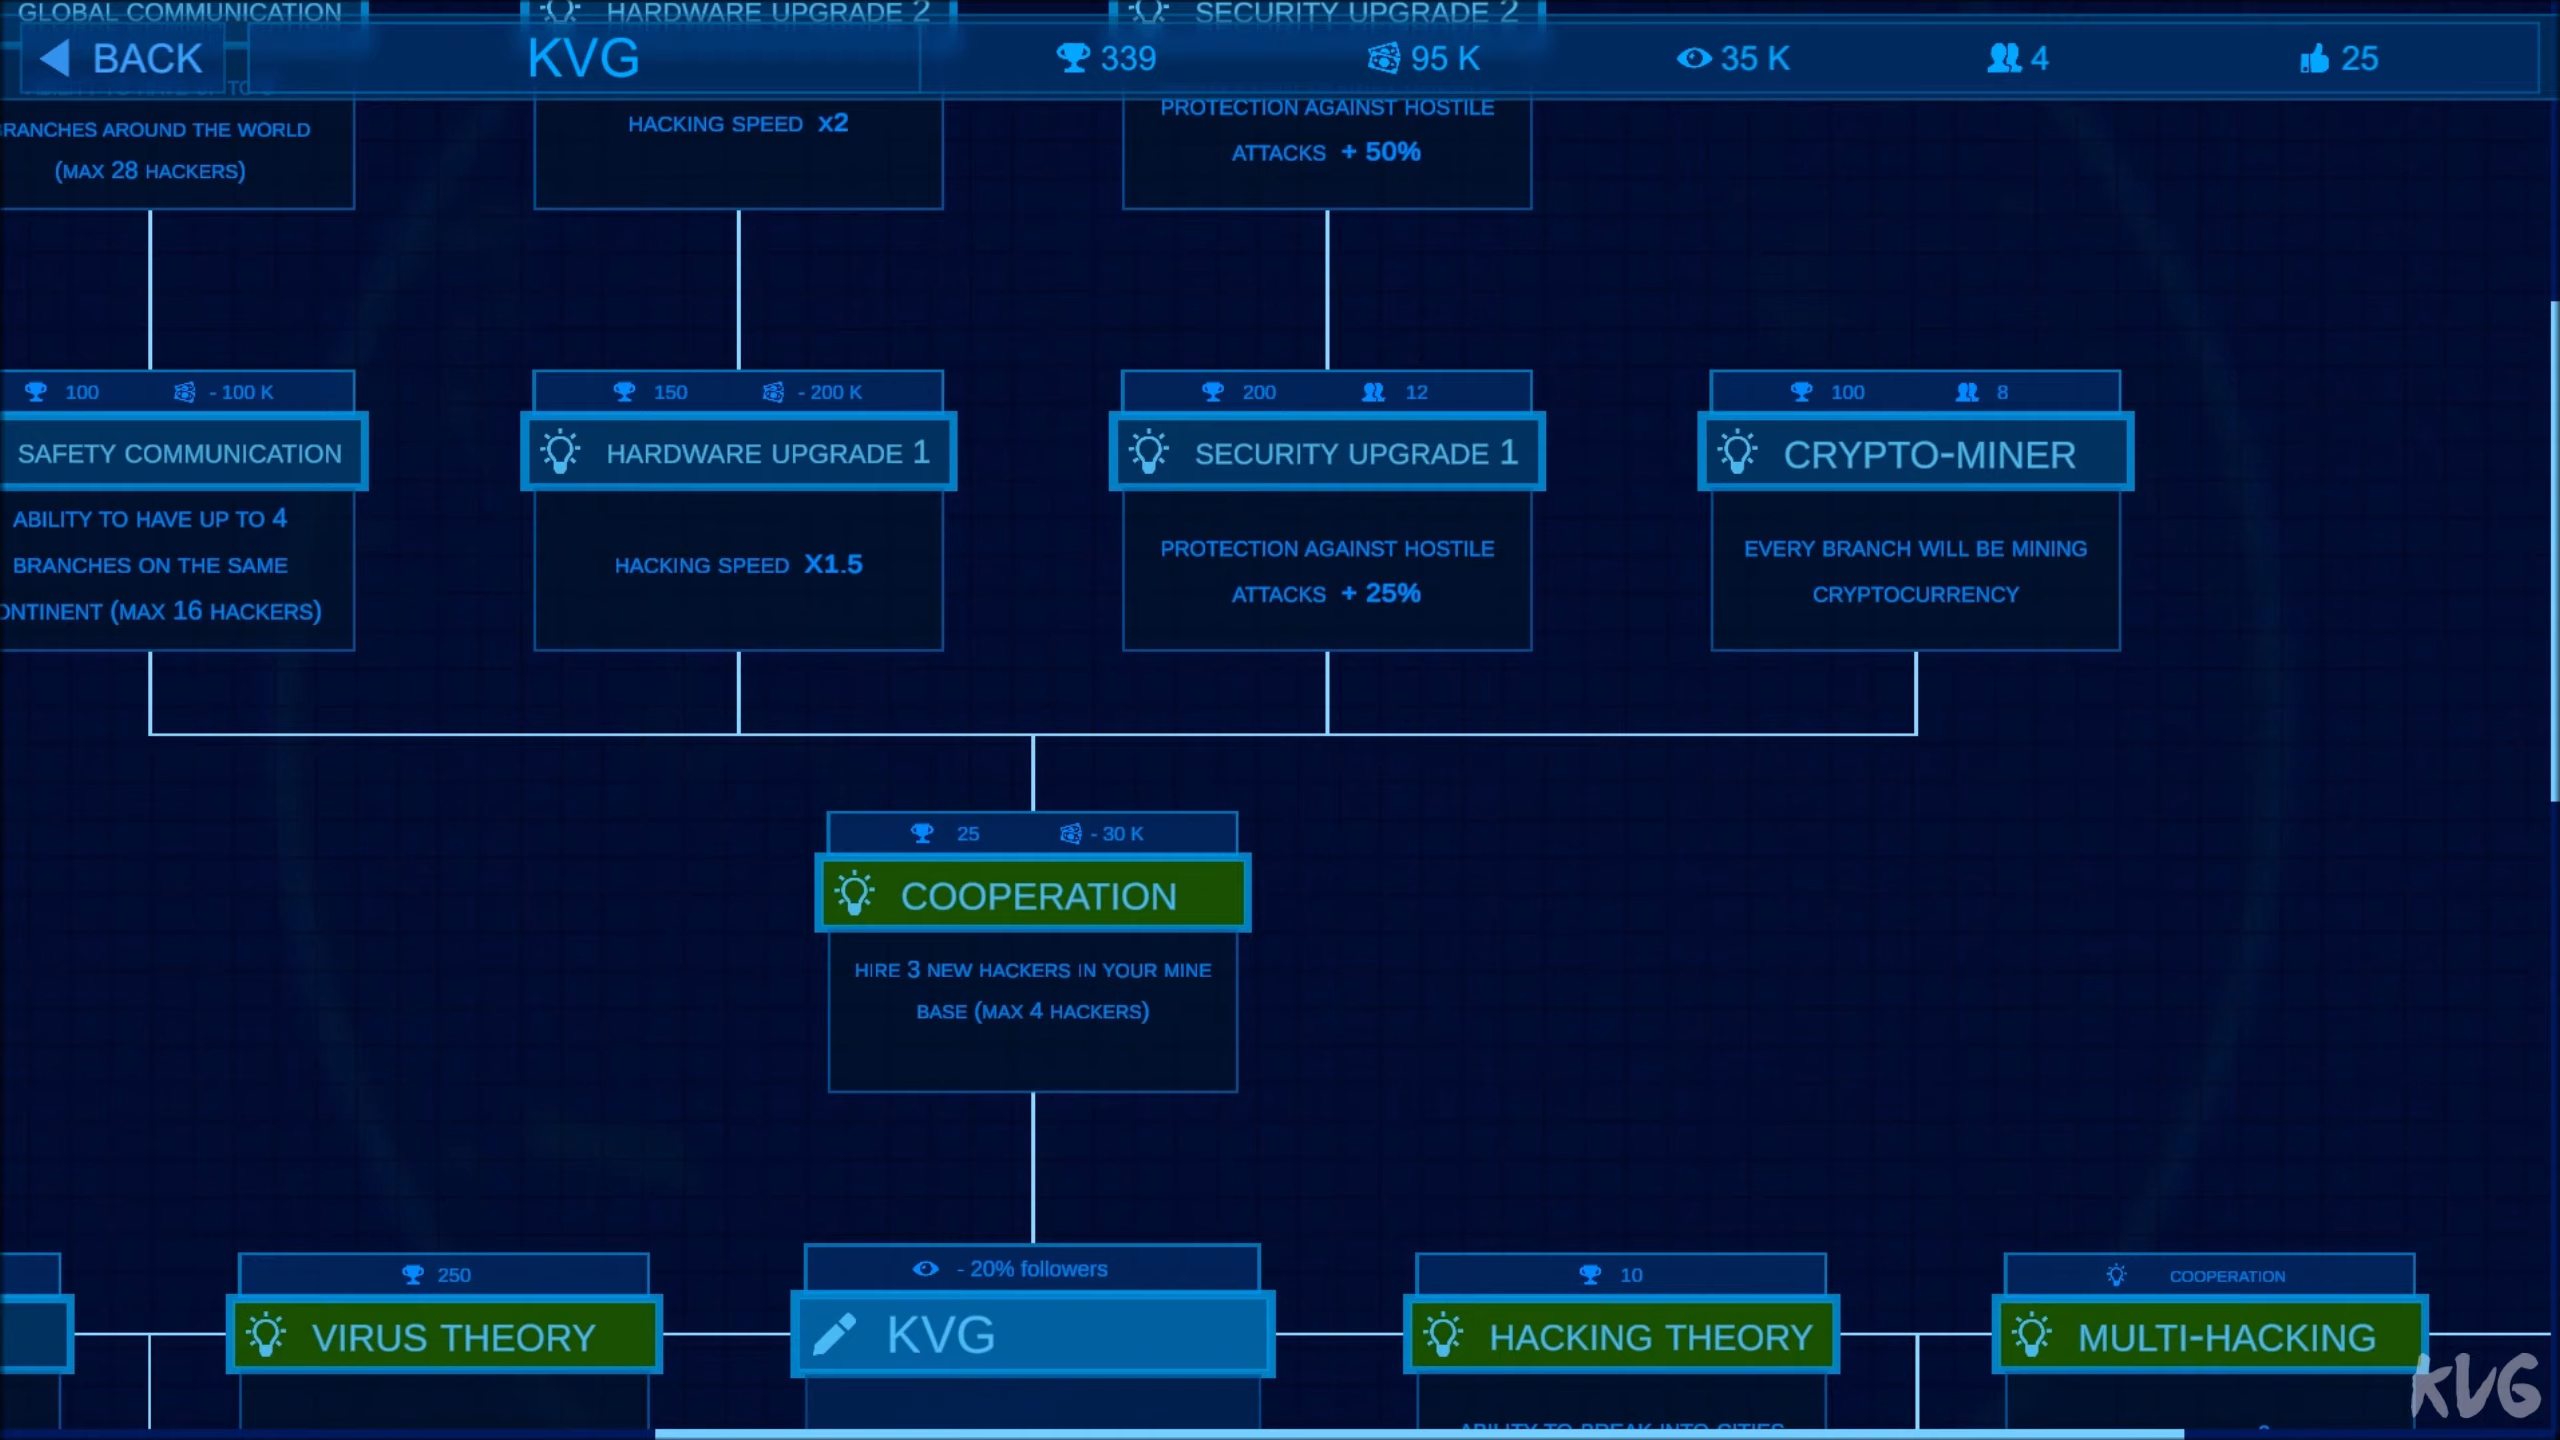 GLOBAL COMMUNICATION
HARDWARE UPGRADE 2
SECURITY UPGRADE 2
BACK
KVG
339
95 K
35 K
4
25
RANCHES AROUND THE WORLD
(MAX 28 HACKERS)
HACKING SPEED x2
PROTECTION AGAINST HOSTILE
ATTACKS + 50%
100 - 100 K
SAFETY COMMUNICATION
ABILITY TO HAVE UP TO 4
BRANCHES ON THE SAME
ONTINENT (MAX 16 HACKERS)
150 - 200 K
HARDWARE UPGRADE 1
HACKING SPEED X1.5
200 12
SECURITY UPGRADE 1
PROTECTION AGAINST HOSTILE
ATTACKS + 25%
100 8
CRYPTO-MINER
EVERY BRANCH WILL BE MINING
CRYPTOCURRENCY
25 - 30 K
COOPERATION
HIRE 3 NEW HACKERS IN YOUR MINE
BASE (MAX 4 HACKERS)
250
VIRUS THEORY
- 20% followers
KVG
10
HACKING THEORY
ABILITY TO BREAK INTO CITIES
COOPERATION
MULTI-HACKING
KVG